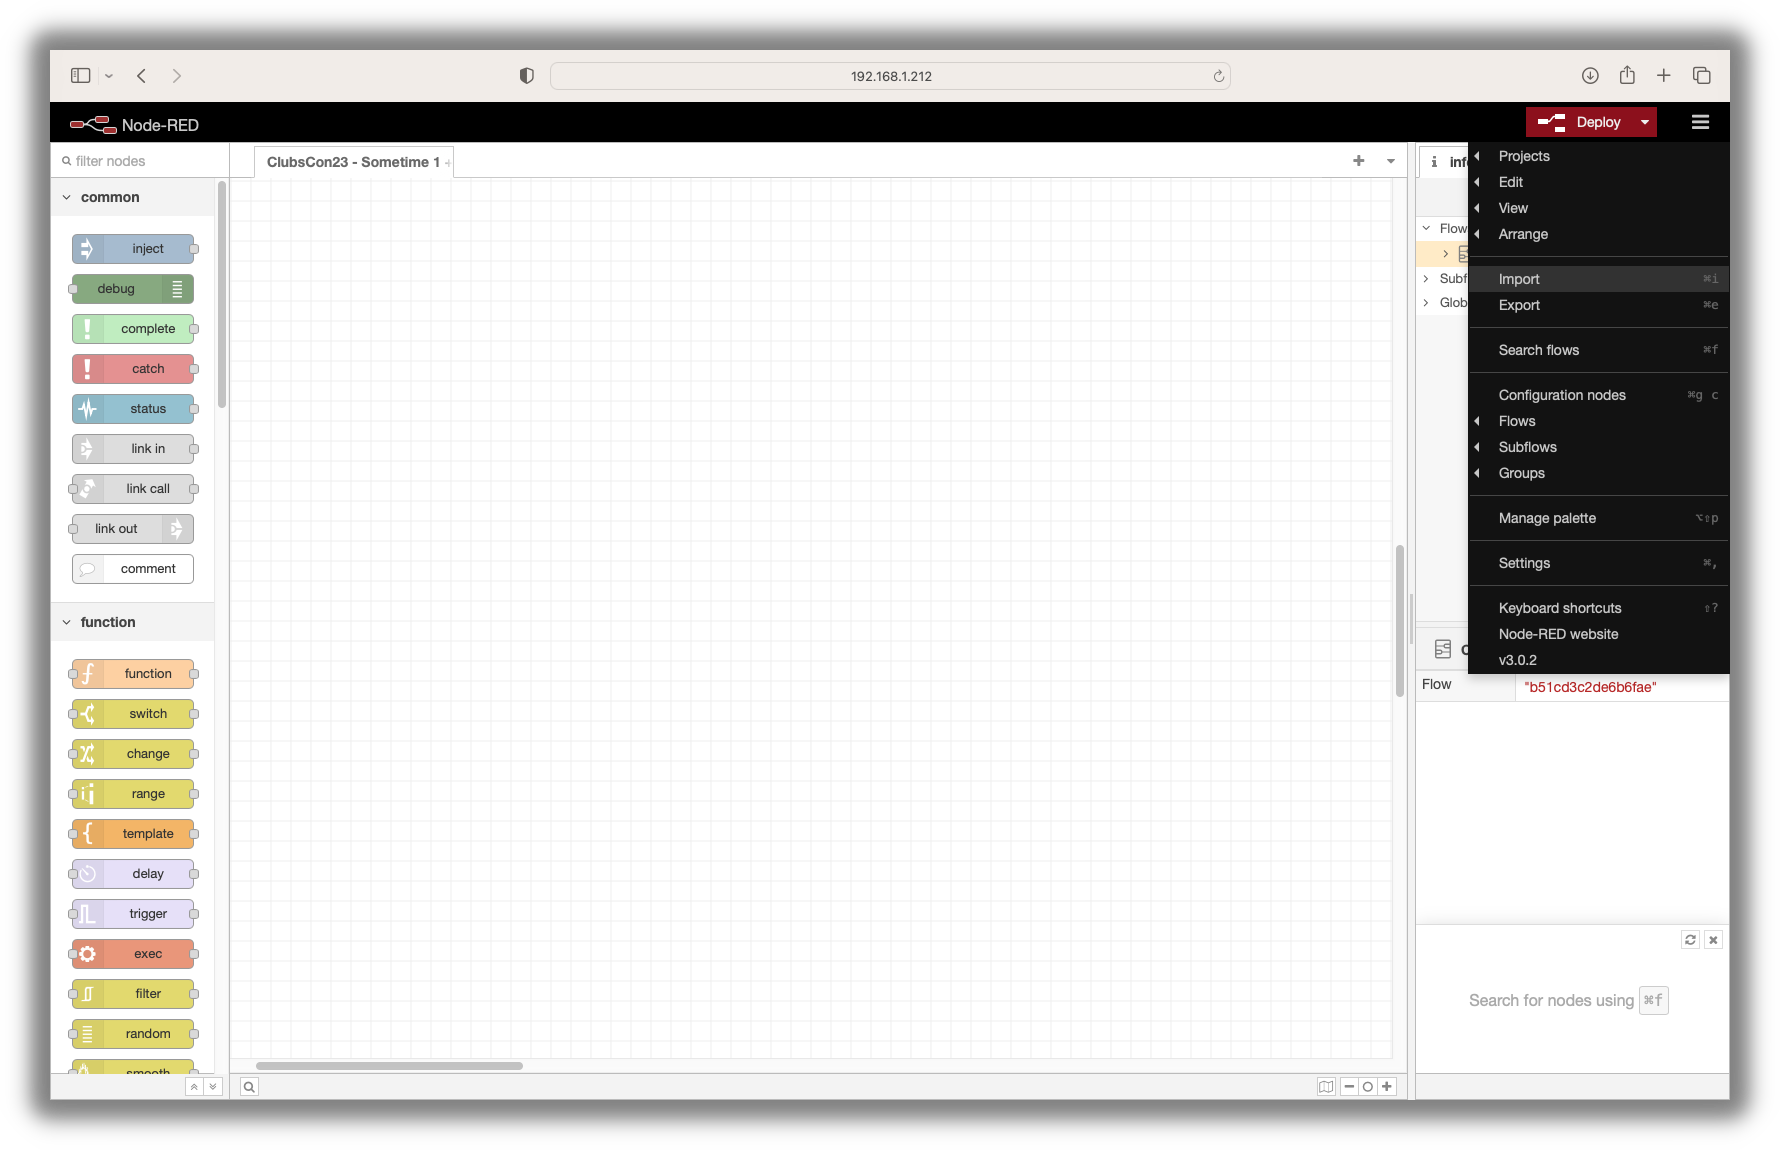 192.168.1.212
Node-RED
Deploy
filter nodes
ClubsCon23 - Sometime 1
common
inject
debug
complete
catch
status
link in
link call
link out
comment
function
function
switch
change
range
template
delay
trigger
exec
filter
random
smooth
i inf
Flow
Subf
Glob
Projects
Edit
View
Arrange
Import ⌘i
Export ⌘e
Search flows ⌘f
Configuration nodes ⌘g c
Flows
Subflows
Groups
Manage palette ⌥⇧p
Settings ⌘,
Keyboard shortcuts ⇧?
Node-RED website
v3.0.2
Flow "b51cd3c2de6b6fae"
Search for nodes using ⌘f